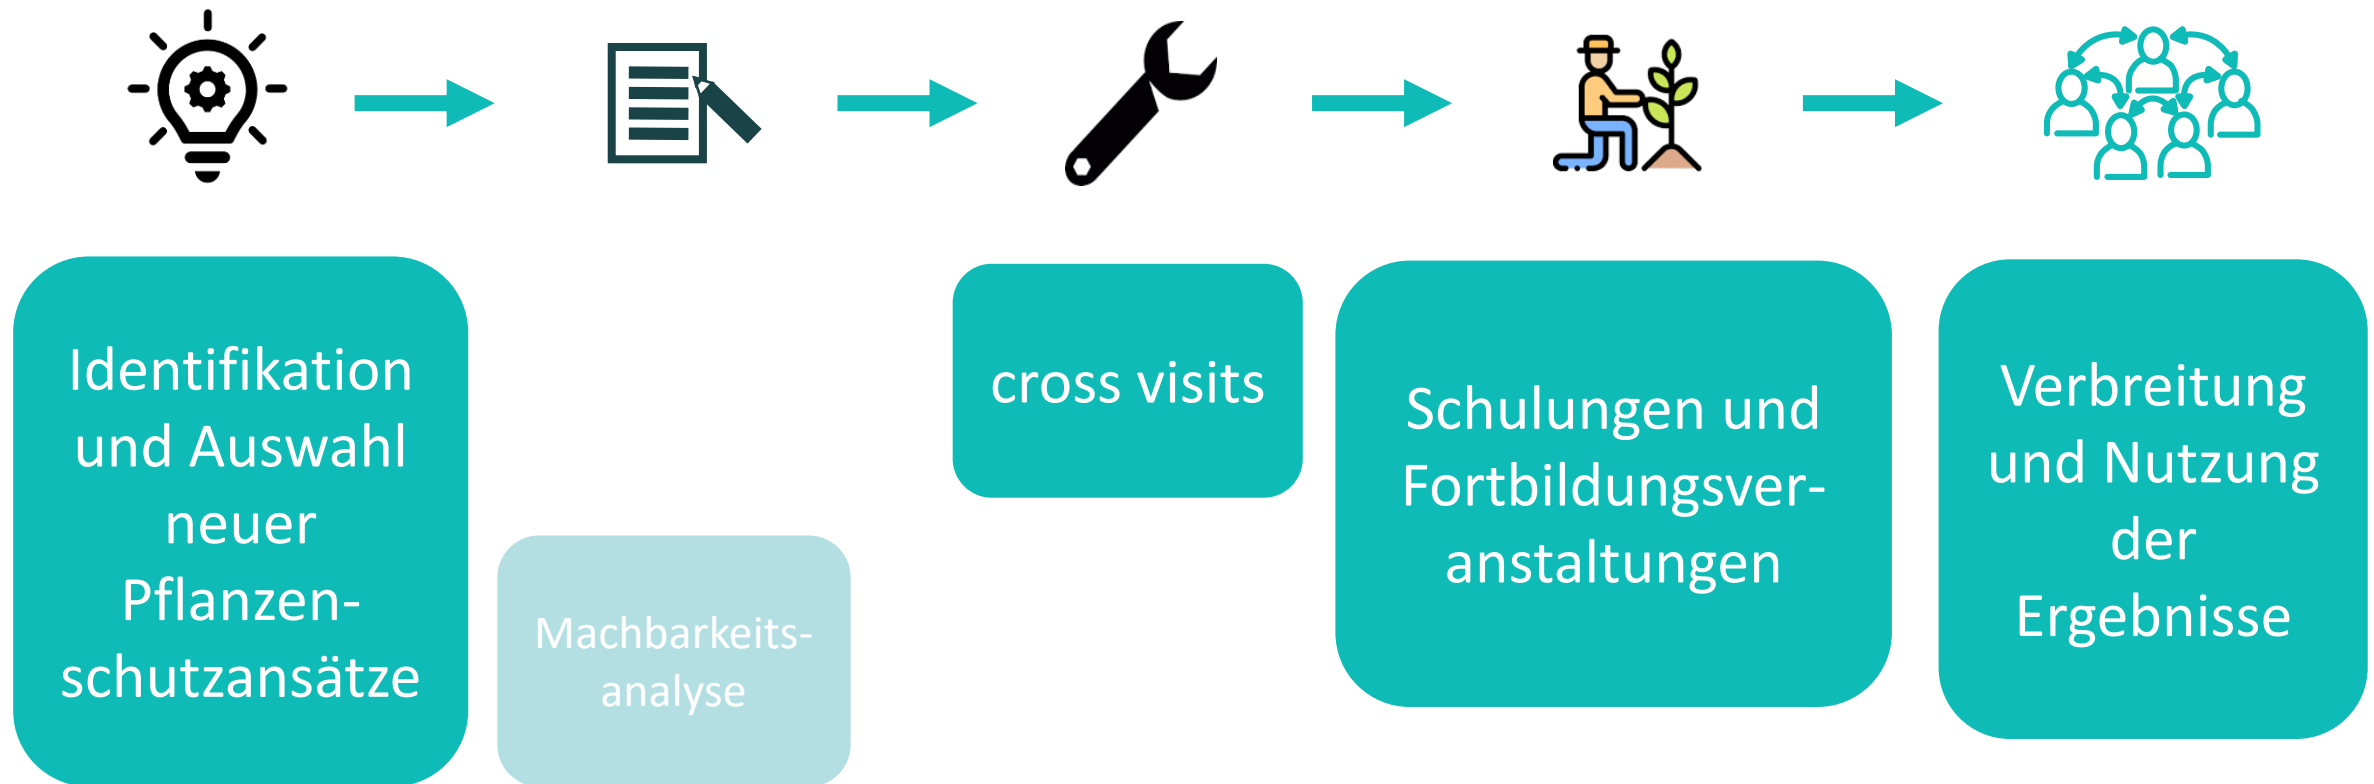 Identifikation
und Auswahl
neuer
Pflanzen-
schutzansätze
Machbarkeits-
analyse
cross visits
Schulungen und
Fortbildungsver-
anstaltungen
Verbreitung
und Nutzung
der
Ergebnisse